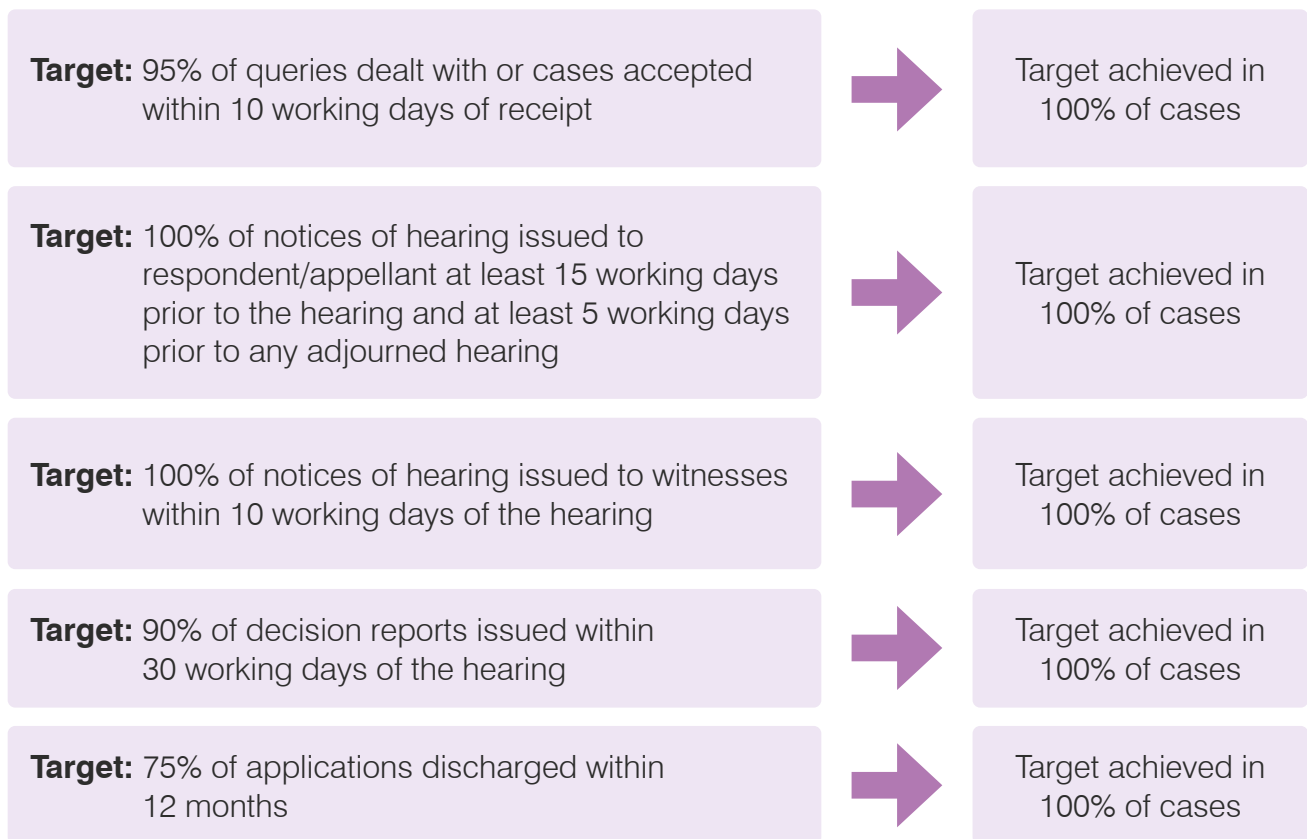 Target: 95% of queries dealt with or cases accepted
within 10 working days of receipt
Target achieved in
100% of cases
Target: 100% of notices of hearing issued to
respondent/appellant at least 15 working days
prior to the hearing and at least 5 working days
prior to any adjourned hearing
Target achieved in
100% of cases
Target: 100% of notices of hearing issued to witnesses
within 10 working days of the hearing
Target achieved in
100% of cases
Target: 90% of decision reports issued within
30 working days of the hearing
Target achieved in
100% of cases
Target: 75% of applications discharged within
12 months
Target achieved in
100% of cases